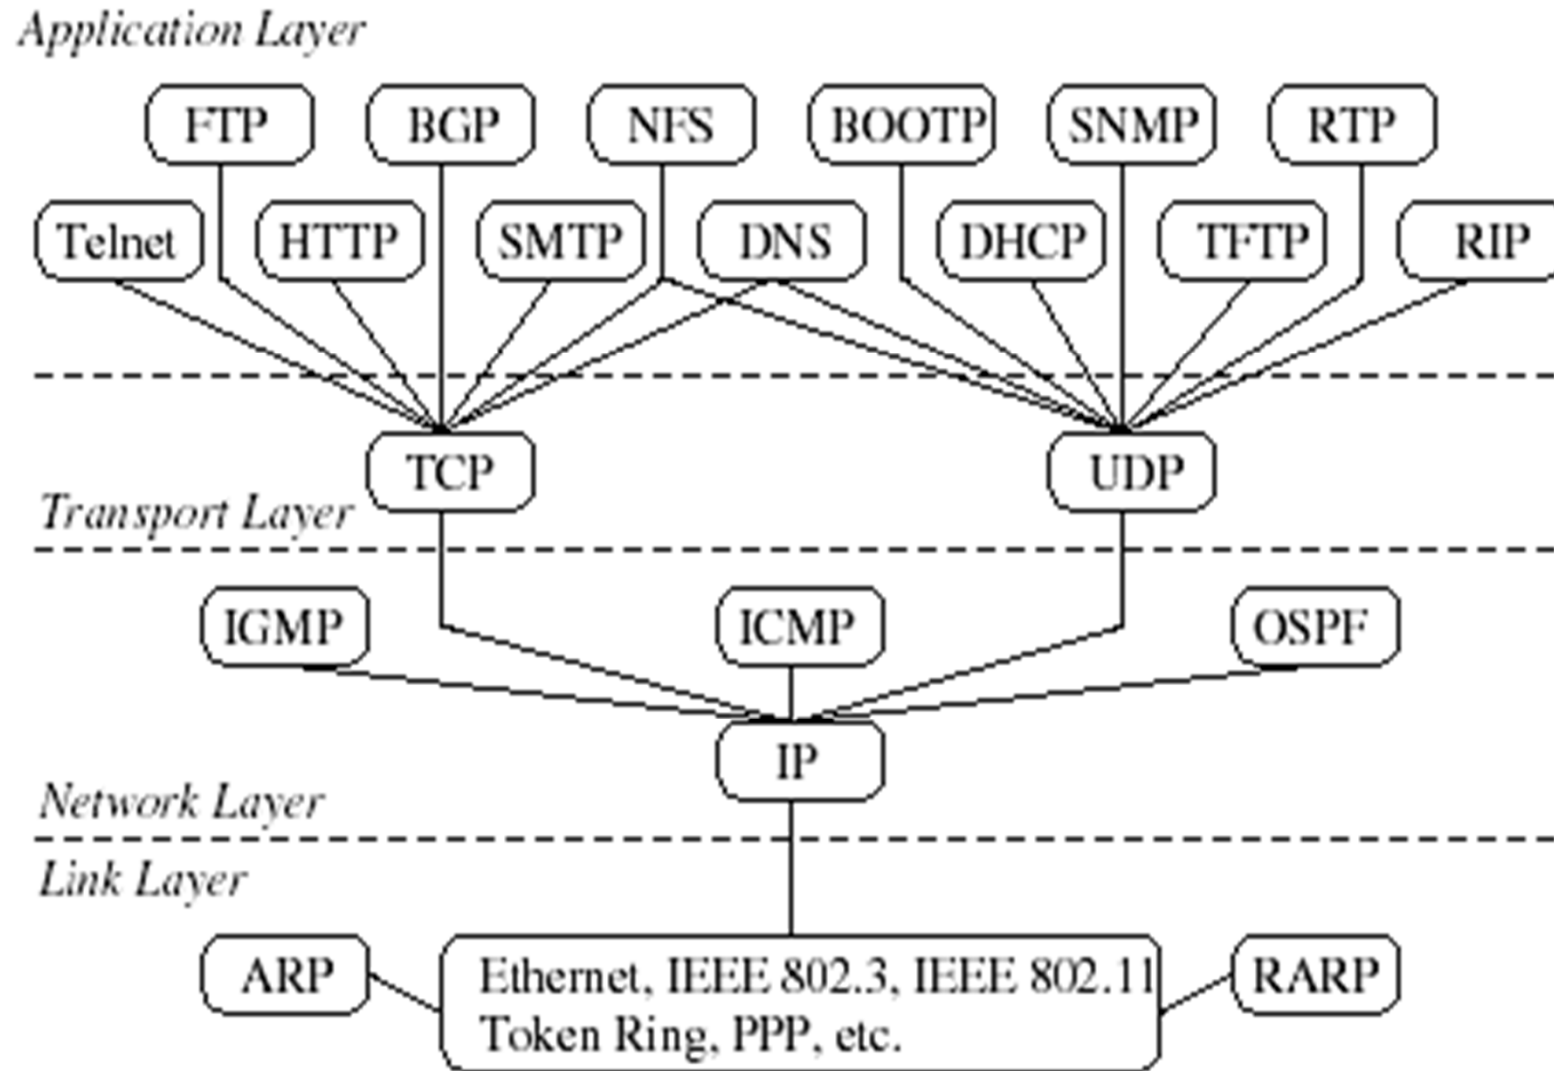 Application Layer
FTP
BGP
NFS
BOOTP
SNMP
RTP
Telnet
HTTP
SMTP
DNS
DHCP
TFTP
RIP
TCP
UDP
Transport Layer
IGMP
ICMP
OSPF
IP
Network Layer
Link Layer
ARP
Ethernet, IEEE 802.3, IEEE 802.11
Token Ring, PPP, etc.
RARP